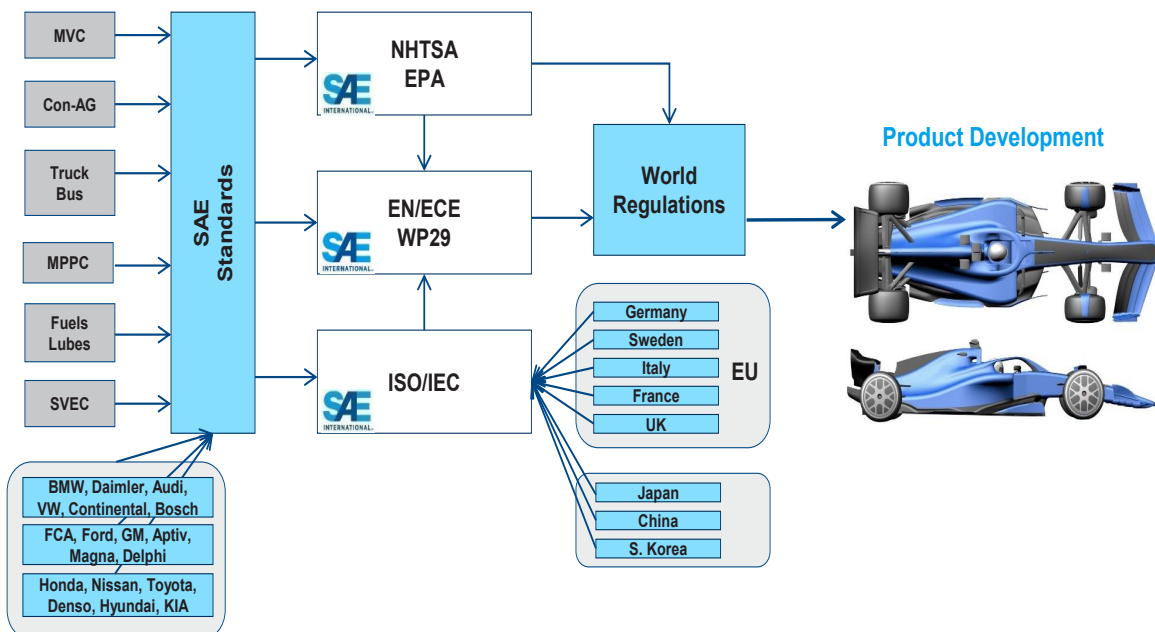 MVC
Con-AG
Truck
Bus
MPPC
Fuels
Lubes
SVEC
SAE
Standards
BMW, Daimler, Audi,
VW, Continental, Bosch
FCA, Ford, GM, Aptiv,
Magna, Delphi
Honda, Nissan, Toyota,
Denso, Hyundai, KIA
NHTSA
EPA
SAE
INTERNATIONAL
EN/ECE
WP29
SAE
INTERNATIONAL
ISO/IEC
SAE
INTERNATIONAL
World
Regulations
Germany
Sweden
Italy
France
UK
EU
Japan
China
S. Korea
Product Development